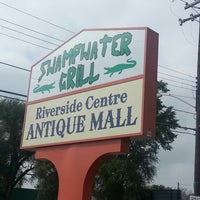 SWAMPWATER
GRILL
Riverside Centre
ANTIQUE MALL